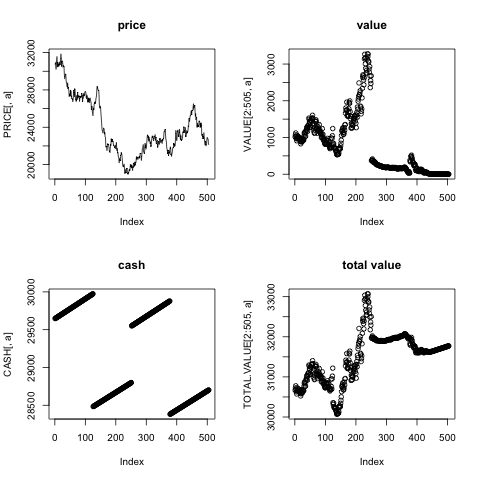 price
PRICE[, a]
32000
28000
24000
20000
0 100 200 300 400 500
Index
value
VALUE[2:505, a]
3000
2000
1000
0
0 100 200 300 400 500
Index
cash
CASH[, a]
30000
29500
29000
28500
0 100 200 300 400 500
Index
total value
TOTAL.VALUE[2:505, a]
33000
32000
31000
30000
0 100 200 300 400 500
Index